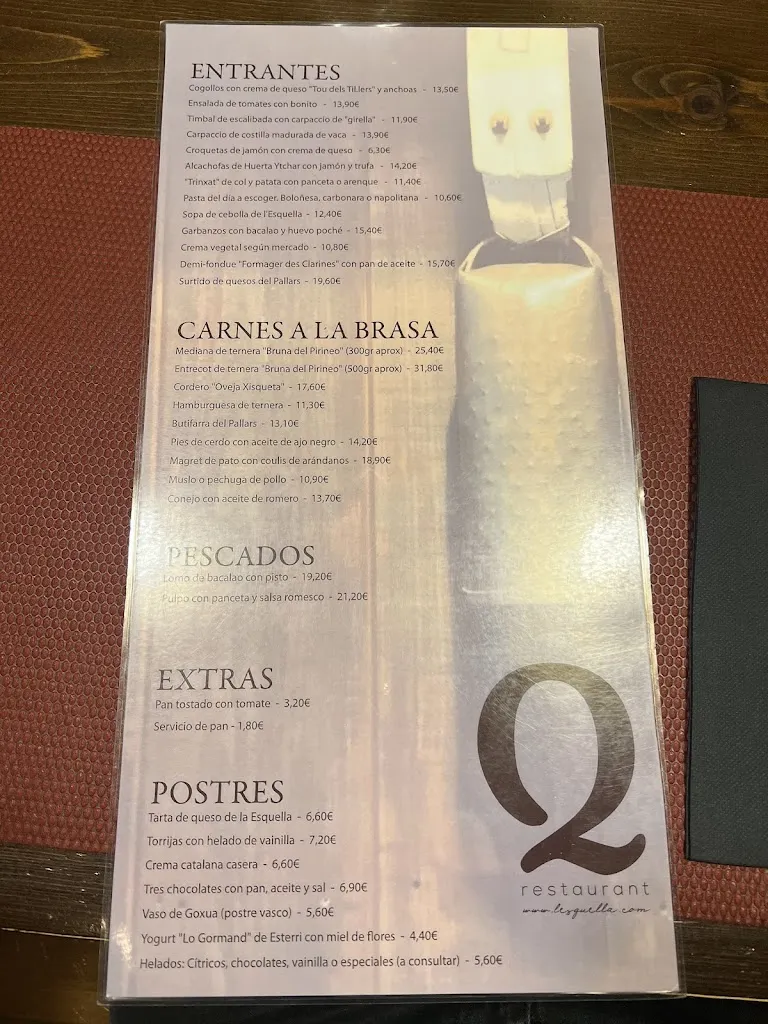 ENTRANTES
Cogollos con crema de queso "Tou dels Til.lers" y anchoas - 13,50€
Ensalada de tomates con bonito - 13,90€
Timbal de escalibada con carpaccio de "girella" - 11,90€
Carpaccio de costilla madurada de vaca - 13,90€
Croquetas de jamón con crema de queso - 6,30€
Alcachofas de Huerta Ytchar con jamón y trufa - 14,20€
"Trinxat" de col y patata con panceta o arenque - 11,40€
Pasta del día a escoger. Boloñesa, carbonara o napolitana - 10,60€
Sopa de cebolla de l'Esquella - 12,40€
Garbanzos con bacalao y huevo poché - 15,40€
Crema vegetal según mercado - 10,80€
Demi-fondue "Formager des Clarines" con pan de aceite - 15,70€
Surtido de quesos del Pallars - 19,60€
CARNES A LA BRASA
Mediana de ternera "Bruna del Pirineo" (300gr aprox) - 25,40€
Entrecot de ternera "Bruna del Pirineo" (500gr aprox) - 31,80€
Cordero "Oveja Xisqueta" - 17,60€
Hamburguesa de ternera - 11,30€
Butifarra del Pallars - 13,10€
Pies de cerdo con aceite de ajo negro - 14,20€
Magret de pato con coulis de arándanos - 18,90€
Muslo o pechuga de pollo - 10,90€
Conejo con aceite de romero - 13,70€
PESCADOS
Lomo de bacalao con pisto - 19,20€
Pulpo con panceta y salsa romesco - 21,20€
EXTRAS
Pan tostado con tomate - 3,20€
Servicio de pan - 1,80€
POSTRES
Tarta de queso de la Esquella - 6,60€
Torrijas con helado de vainilla - 7,20€
Crema catalana casera - 6,60€
Tres chocolates con pan, aceite y sal - 6,90€
Vaso de Goxua (postre vasco) - 5,60€
Yogurt "Lo Gormand" de Esterri con miel de flores - 4,40€
Helados: Cítricos, chocolates, vainilla o especiales (a consultar) - 5,60€
Q
restaurant
www.lesquella.com